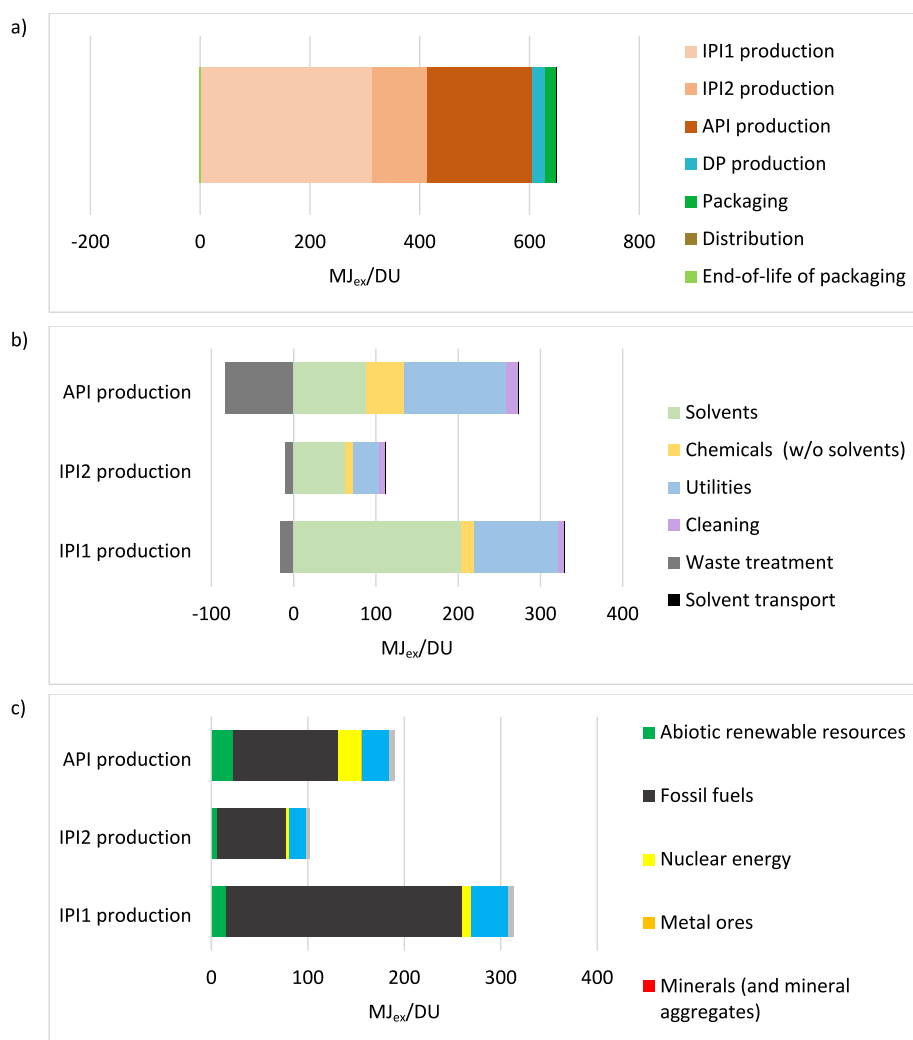 a)
IPI1 production
IPI2 production
API production
DP production
Packaging
Distribution
End-of-life of packaging
-200 0 200 400 600 800
MJex/DU
b)
API production
IPI2 production
IPI1 production
Solvents
Chemicals (w/o solvents)
Utilities
Cleaning
Waste treatment
Solvent transport
-100 0 100 200 300 400
MJex/DU
c)
API production
IPI2 production
IPI1 production
Abiotic renewable resources
Fossil fuels
Nuclear energy
Metal ores
Minerals (and mineral
aggregates)
0 100 200 300 400
MJex/DU